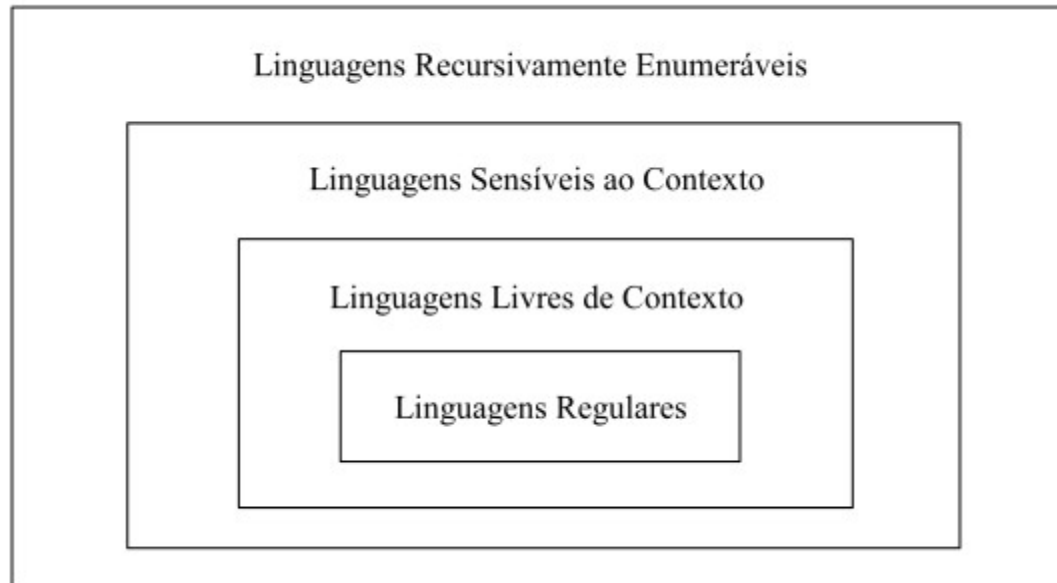 Linguagens Recursivamente Enumeráveis
Linguagens Sensíveis ao Contexto
Linguagens Livres de Contexto
Linguagens Regulares